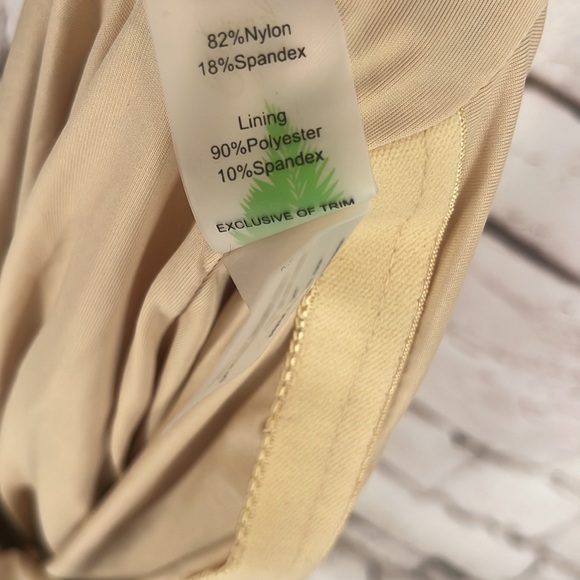 82%Nylon
18%Spandex
Lining
90%Polyester
10%Spandex
EXCLUSIVE OF TRIM